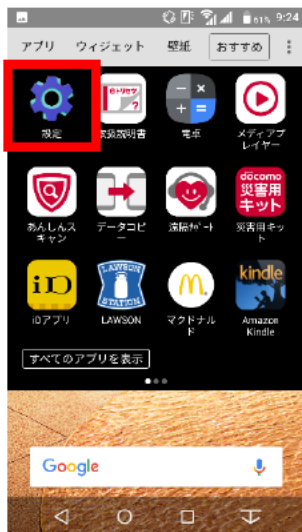 61% 9:24
アプリ ウィジェット 壁紙 おすすめ
設定 取扱説明書 電卓 メディアプ
レイヤー
eトリセツ
?
docomo
災害用
キット
あんしんス
キャン
データコピ
ー
遠隔ｻﾎﾟｰﾄ
災害用キッ
ト
iD
LAWSON
STATION
kindle
iDアプリ LAWSON マクドナル
ド
Amazon
Kindle
すべてのアプリを表示
Google